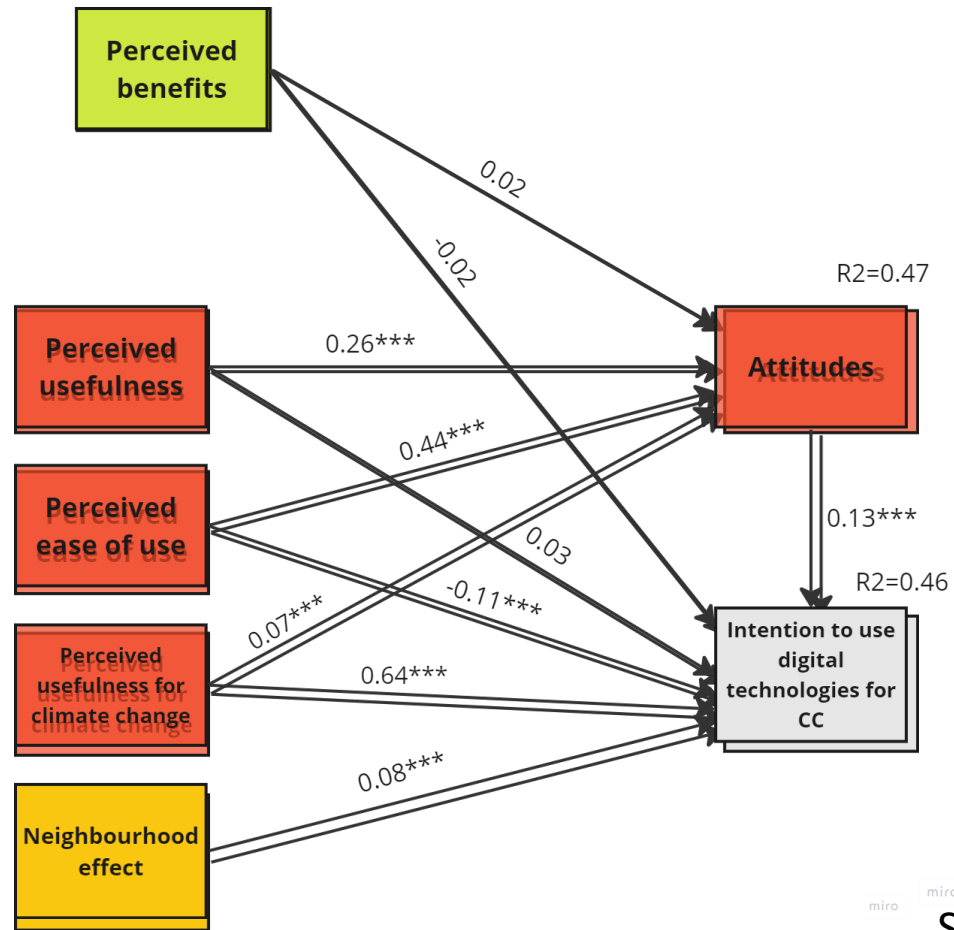 Perceived
benefits
0.02
-0.02
R2=0.47
Perceived
usefulness
0.26***
Attitudes
0.44***
Perceived
ease of use
0.03
0.13***
-0.11***
R2=0.46
0.07***
Perceived
usefulness for
climate change
0.64***
Intention to use
digital
technologies for
CC
0.08***
Neighbourhood
effect
miro
miro